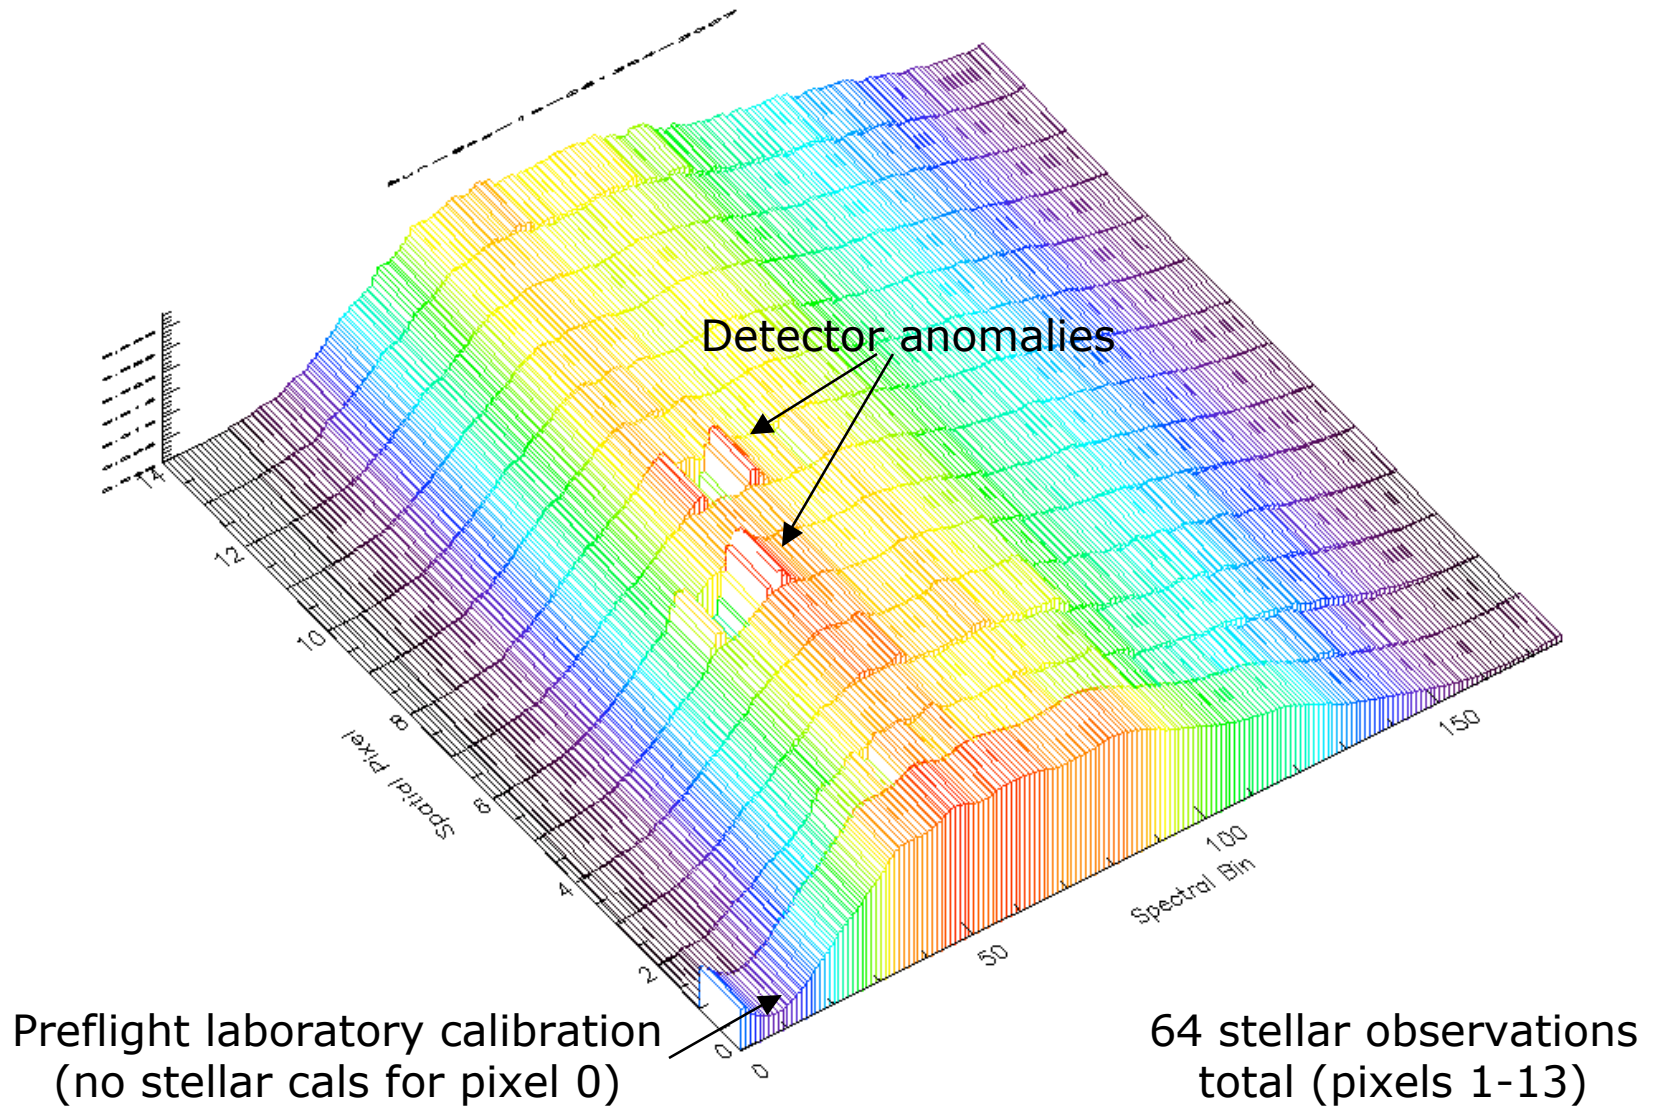 Detector anomalies
14
12
10
8
6
4
2
0
Spatial Pixel
0
50
100
150
Spectral Bin
Preflight laboratory calibration
(no stellar cals for pixel 0)
64 stellar observations
total (pixels 1-13)